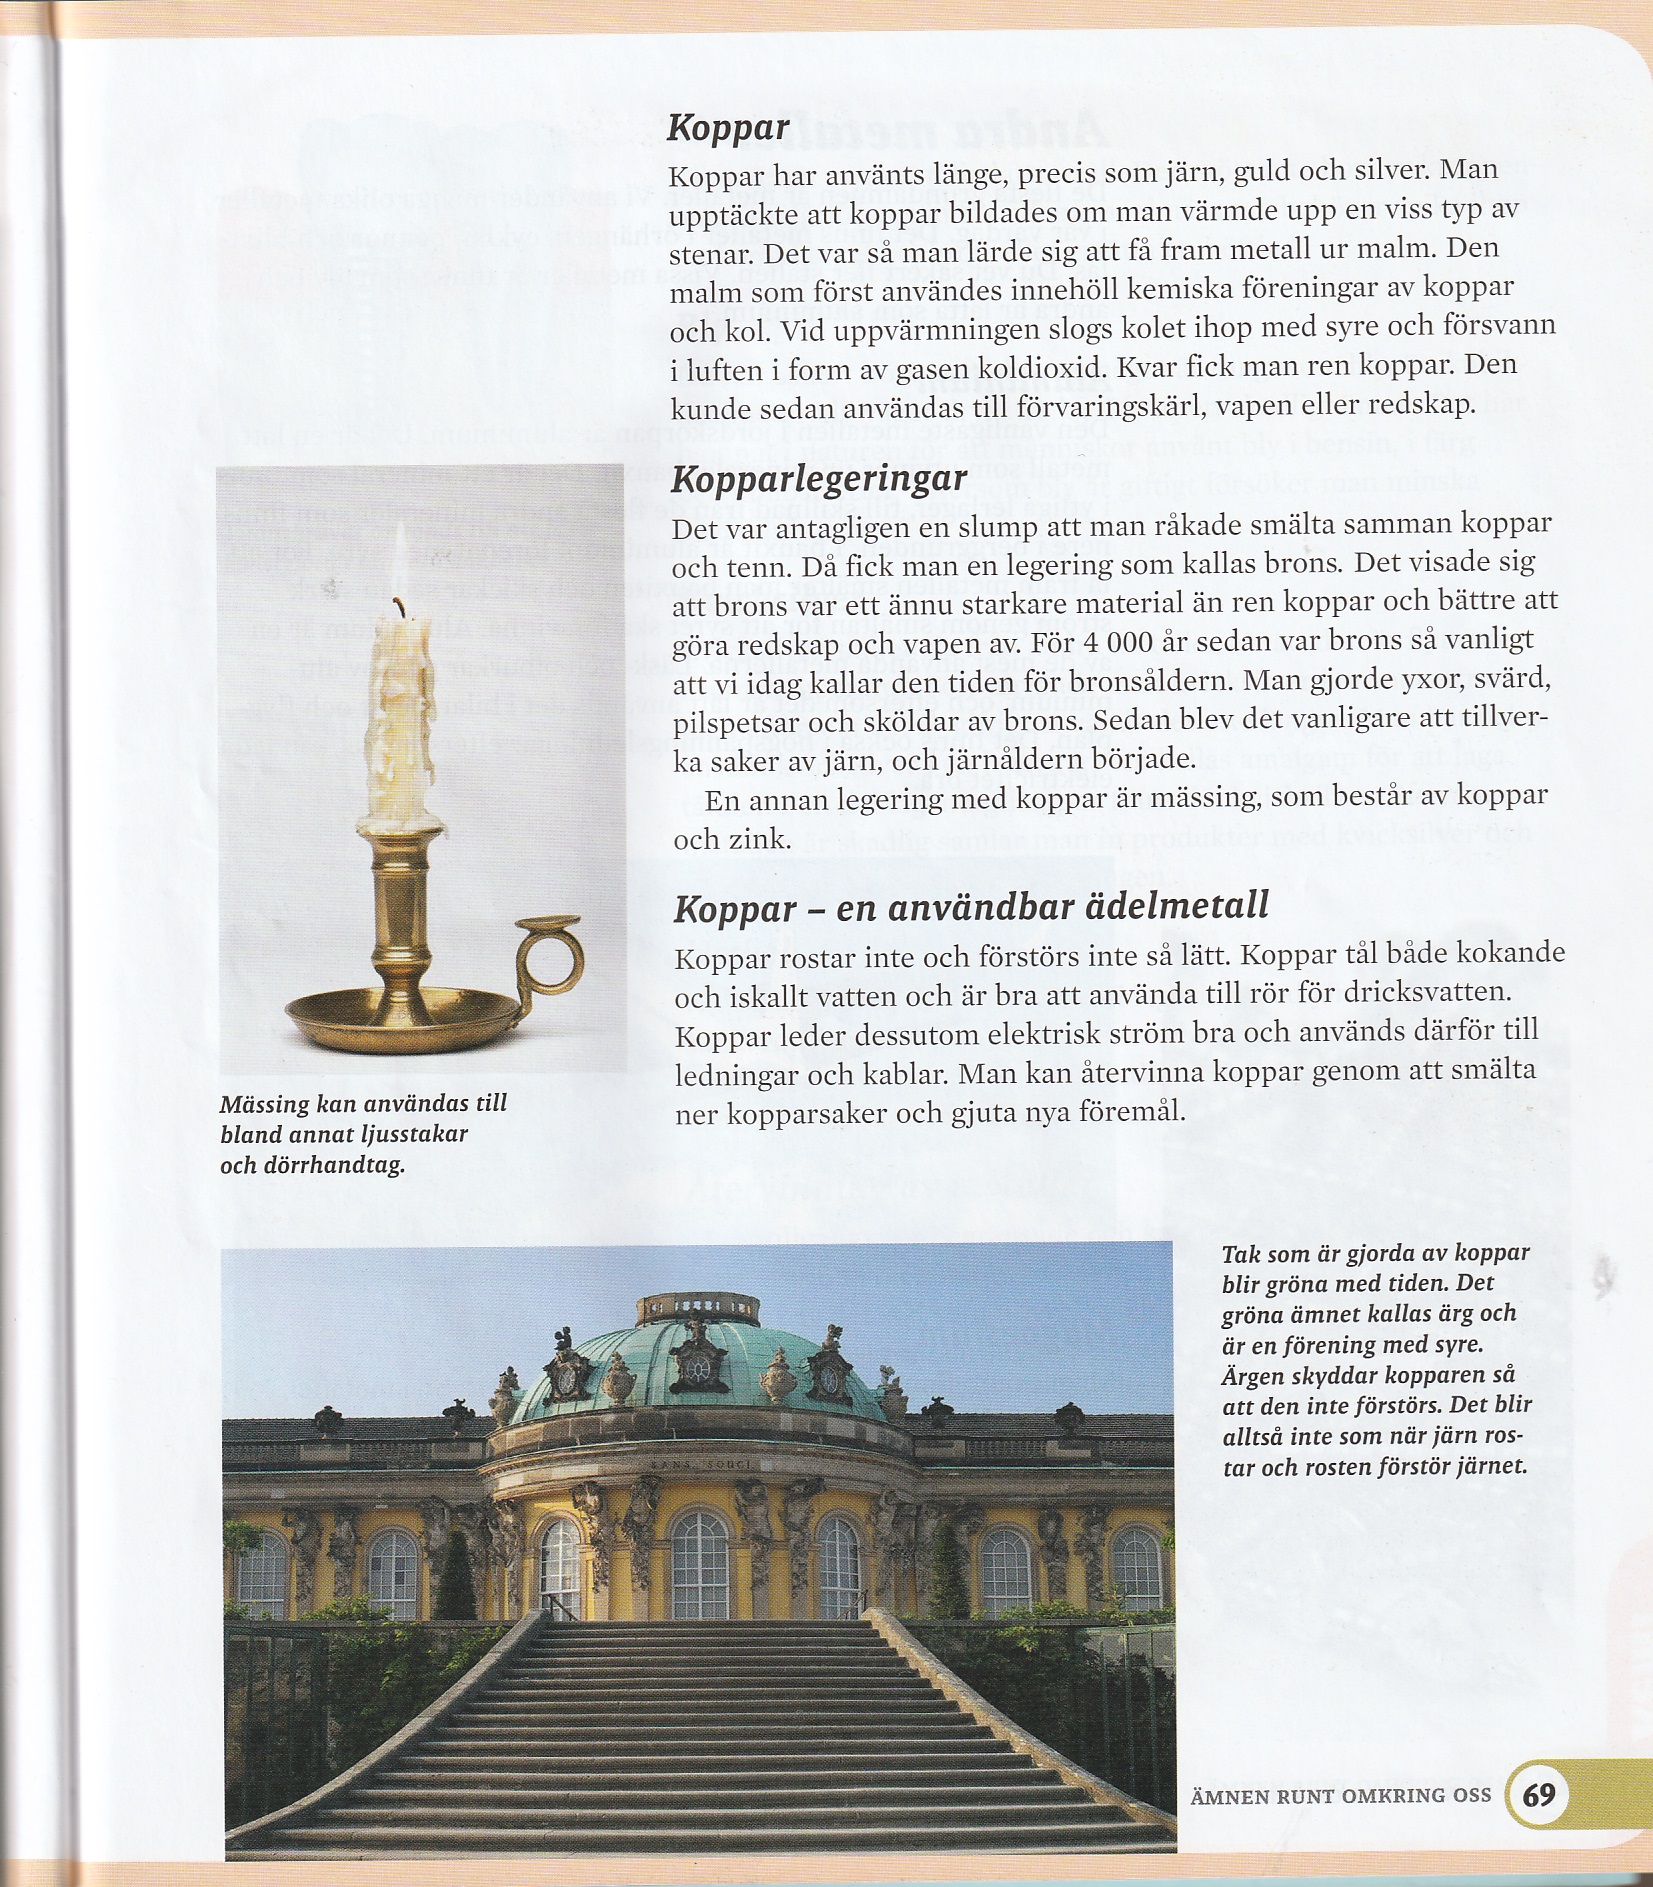 Koppar
Koppar har använts länge, precis som järn, guld och silver. Man
upptäckte att koppar bildades om man värmde upp en viss typ av
stenar. Det var så man lärde sig att få fram metall ur malm. Den
malm som först användes innehöll kemiska föreningar av koppar
och kol. Vid uppvärmningen slogs kolet ihop med syre och försvann
i luften i form av gasen koldioxid. Kvar fick man ren koppar. Den
kunde sedan användas till förvaringskärl, vapen eller redskap.
Kopparlegeringar
Det var antagligen en slump att man råkade smälta samman koppar
och tenn. Då fick man en legering som kallas brons. Det visade sig
att brons var ett ännu starkare material än ren koppar och bättre att
göra redskap och vapen av. För 4 000 år sedan var brons så vanligt
att vi idag kallar den tiden för bronsåldern. Man gjorde yxor, svärd,
pilspetsar och sköldar av brons. Sedan blev det vanligare att tillver-
ka saker av järn, och järnåldern började.
En annan legering med koppar är mässing, som består av koppar
och zink.
Koppar – en användbar ädelmetall
Koppar rostar inte och förstörs inte så lätt. Koppar tål både kokande
och iskallt vatten och är bra att använda till rör för dricksvatten.
Koppar leder dessutom elektrisk ström bra och används därför till
ledningar och kablar. Man kan återvinna koppar genom att smälta
ner kopparsaker och gjuta nya föremål.
Mässing kan användas till
bland annat ljusstakar
och dörrhandtag.
Tak som är gjorda av koppar
blir gröna med tiden. Det
gröna ämnet kallas ärg och
är en förening med syre.
Ärgen skyddar kopparen så
att den inte förstörs. Det blir
alltså inte som när järn ros-
tar och rosten förstör järnet.
SANS SOUCI
ÄMNEN RUNT OMKRING OSS 69